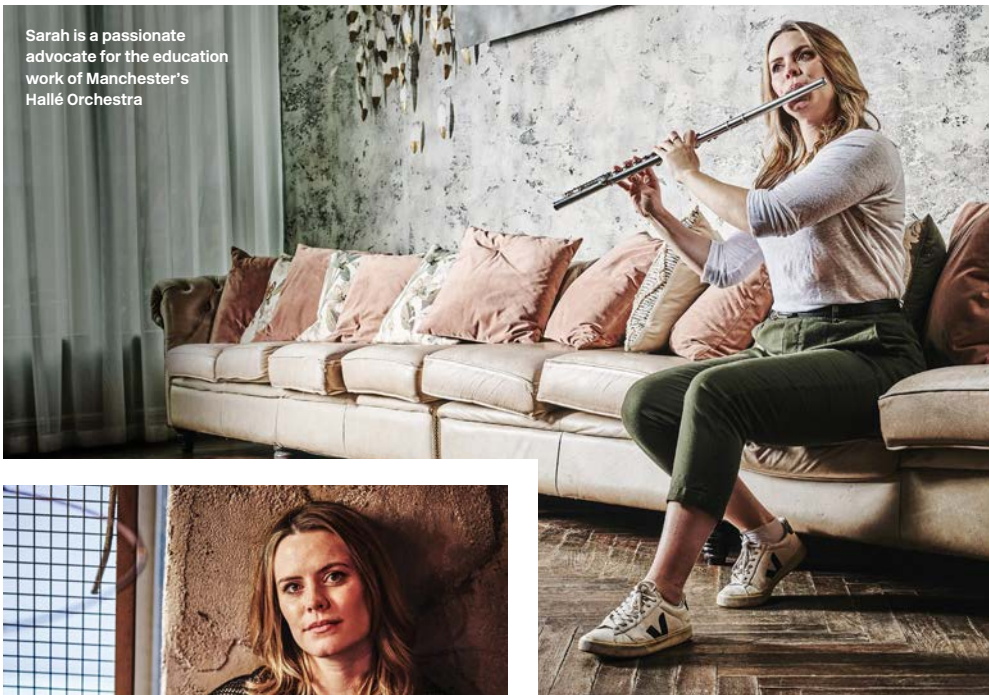 Sarah is a passionate
advocate for the education
work of Manchester's
Hallé Orchestra